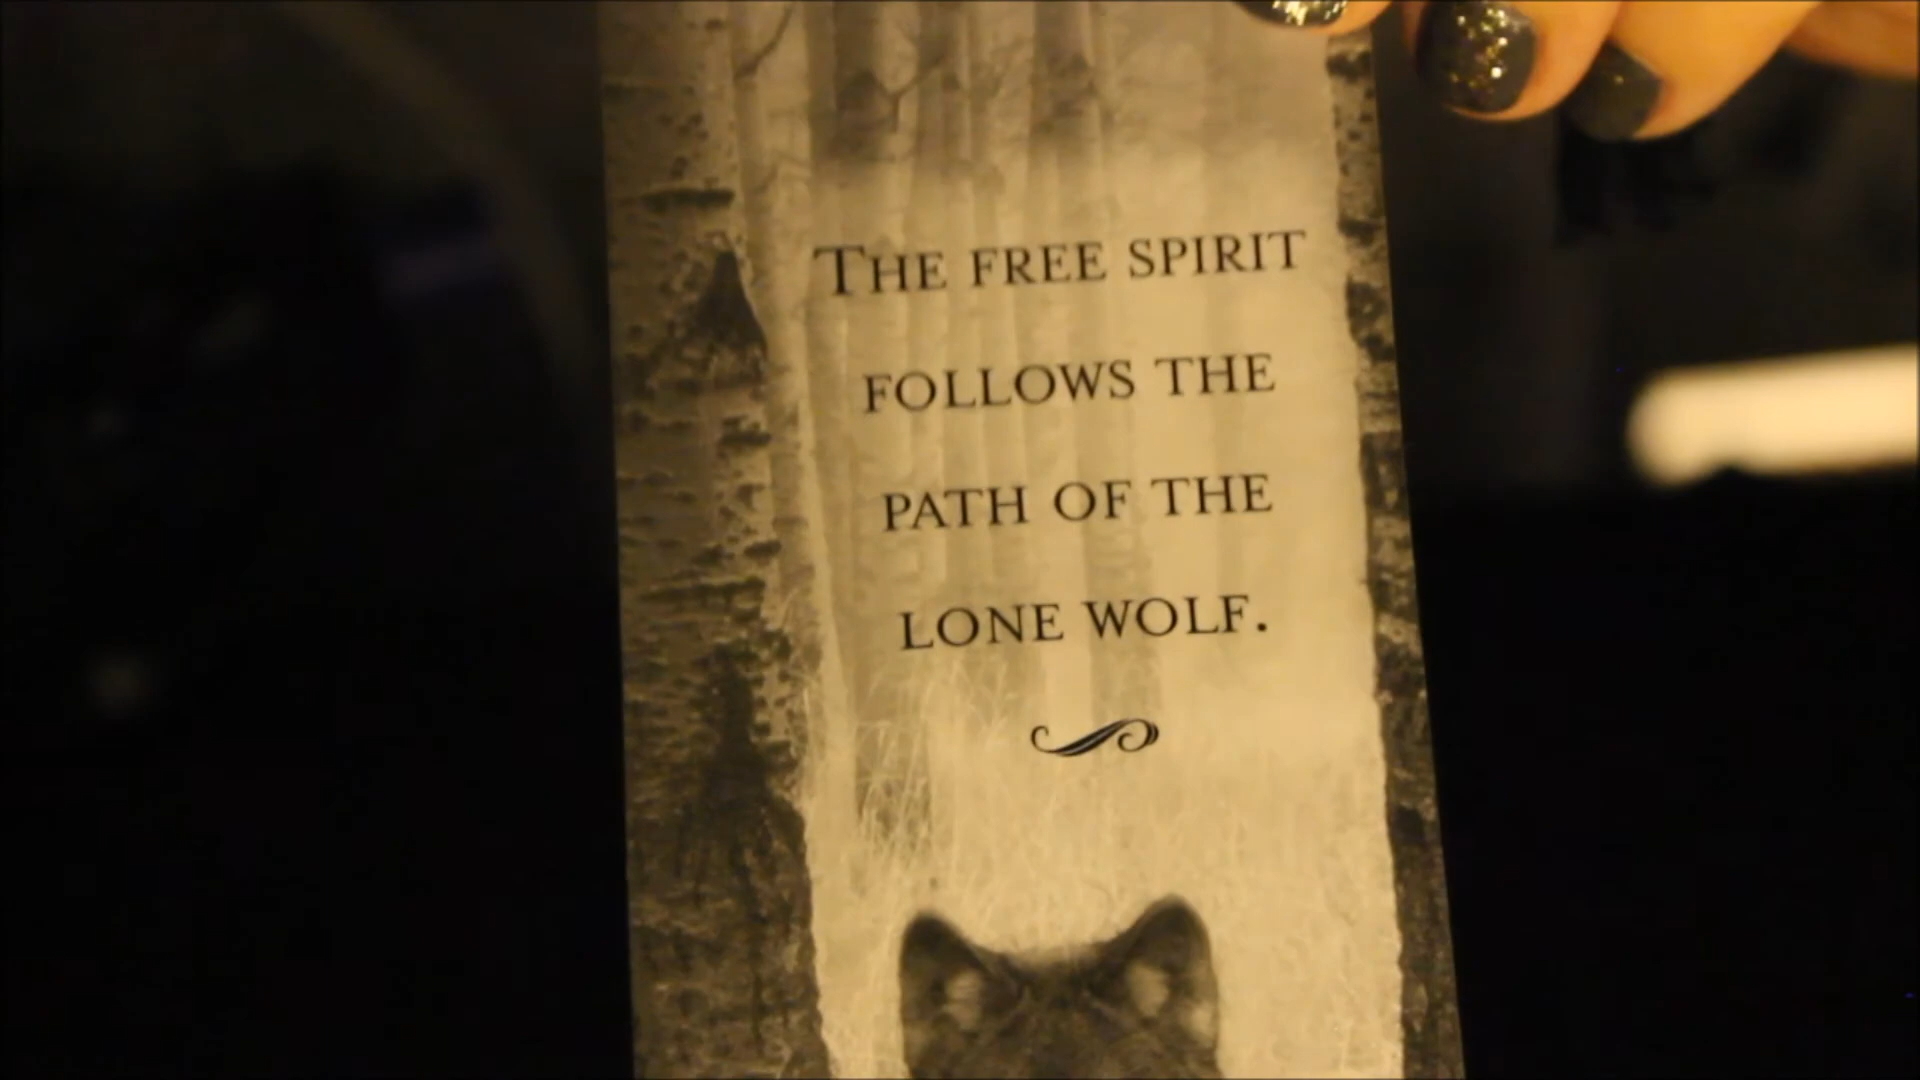 The free spirit
follows the
path of the
lone wolf.